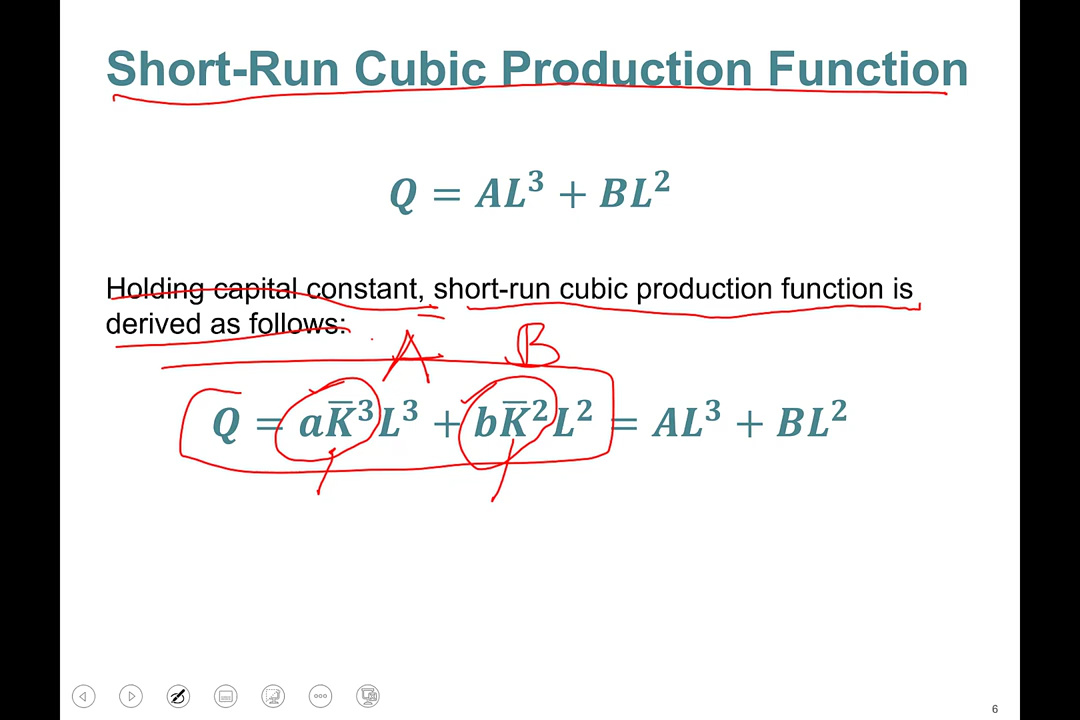 Short-Run Cubic Production Function
Q = AL³ + BL²
Holding capital constant, short-run cubic production function is
derived as follows:
A B
Q = aK̅³L³ + bK̅²L² = AL³ + BL²
6